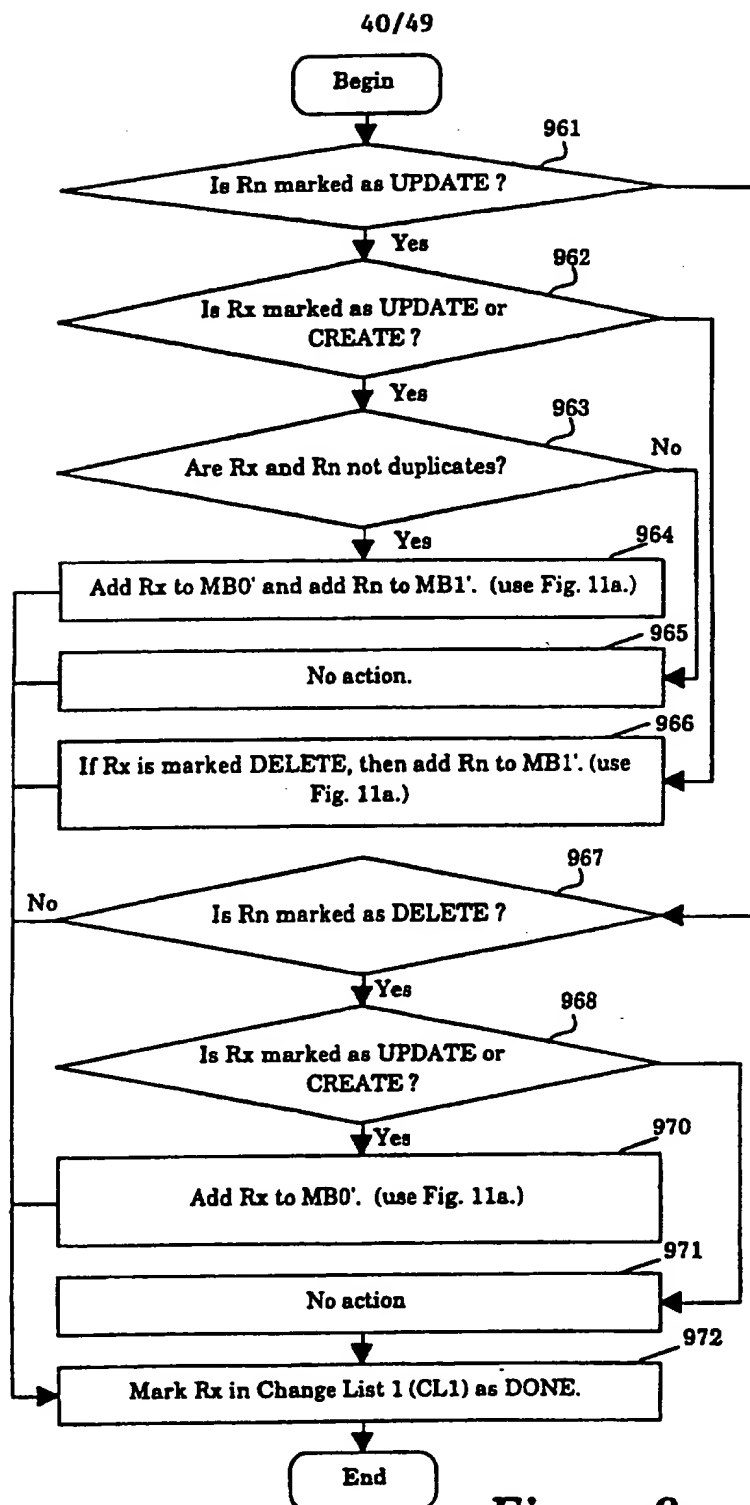 40/49
Begin
961
Is Rn marked as UPDATE ?
Yes
962
Is Rx marked as UPDATE or
CREATE ?
Yes
963
No
Are Rx and Rn not duplicates?
Yes
964
Add Rx to MB0' and add Rn to MB1'. (use Fig. 11a.)
965
No action.
966
If Rx is marked DELETE, then add Rn to MB1'. (use
Fig. 11a.)
967
No
Is Rn marked as DELETE ?
Yes
968
Is Rx marked as UPDATE or
CREATE ?
Yes
970
Add Rx to MB0'. (use Fig. 11a.)
971
No action
972
Mark Rx in Change List 1 (CL1) as DONE.
End